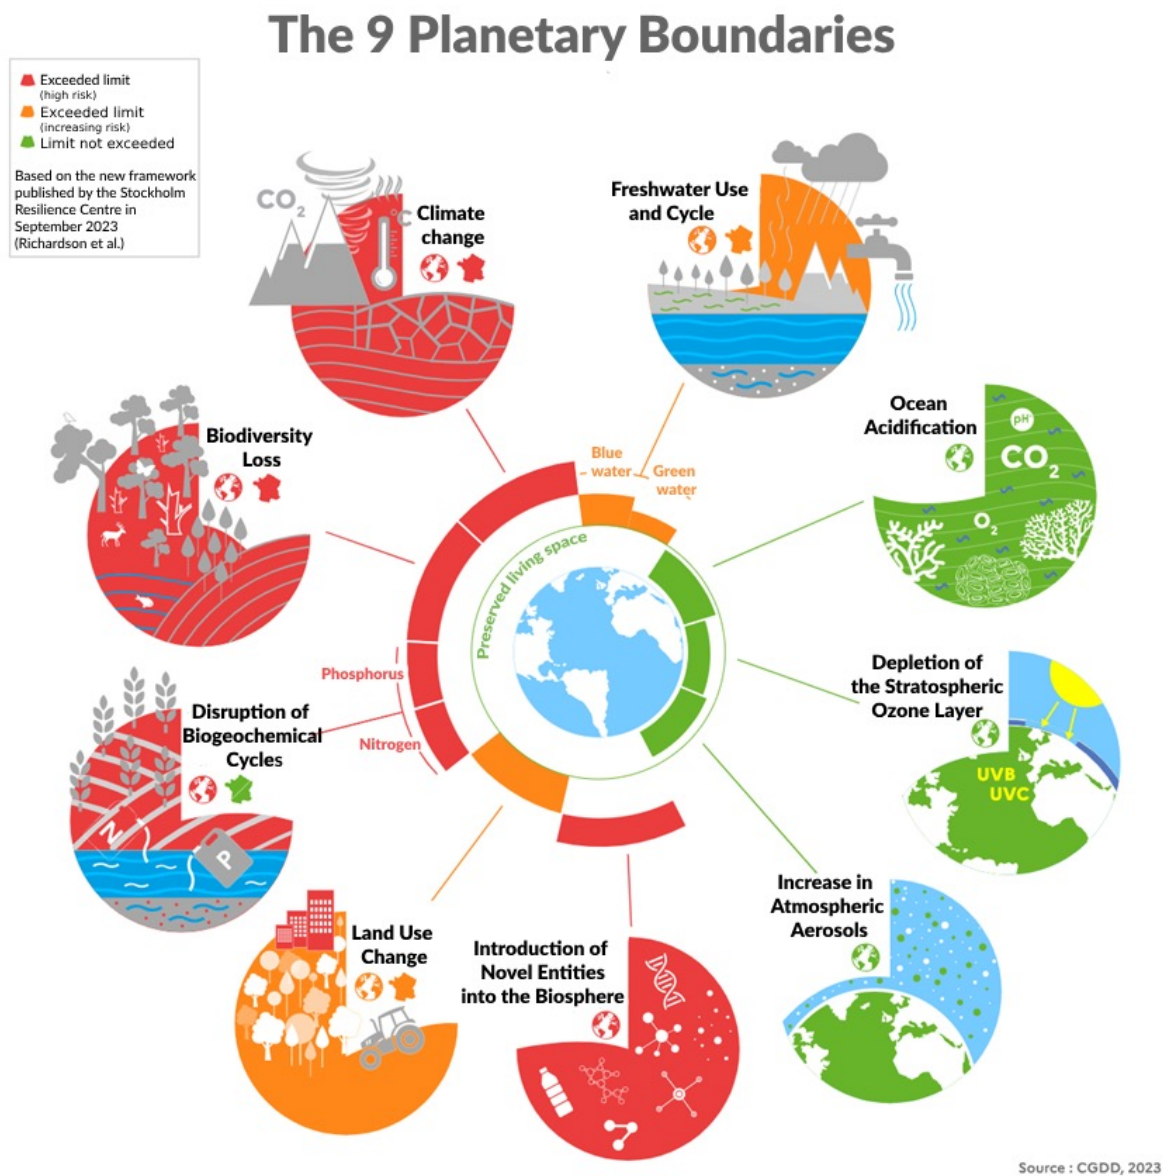 The 9 Planetary Boundaries
Exceeded limit
(high risk)
Exceeded limit
(increasing risk)
Limit not exceeded
Based on the new framework
published by the Stockholm
Resilience Centre in
September 2023
(Richardson et al.)
CO2
°C
Climate
change
Freshwater Use
and Cycle
Ocean
Acidification
pH
CO2
O2
Biodiversity
Loss
Blue
water
Green
water
Preserved living space
Phosphorus
Nitrogen
Disruption of
Biogeochemical
Cycles
N
P
Depletion of
the Stratospheric
Ozone Layer
UVB
UVC
Increase in
Atmospheric
Aerosols
Land Use
Change
Introduction of
Novel Entities
into the Biosphere
Source : CGDD, 2023